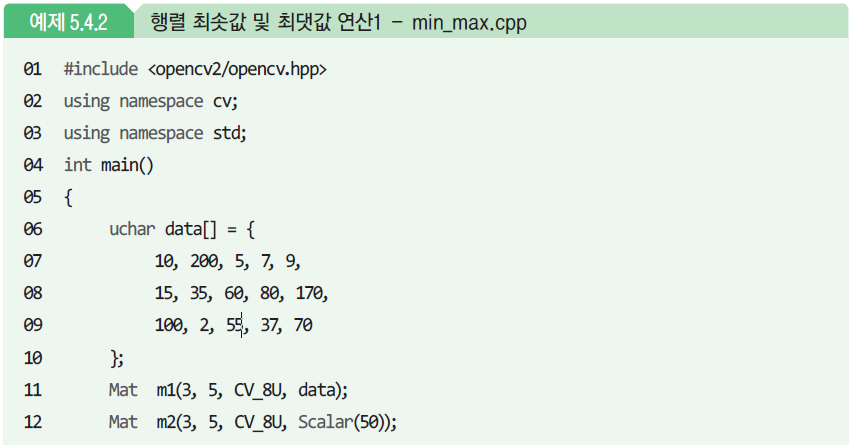 예제 5.4.2 행렬 최솟값 및 최댓값 연산1 - min_max.cpp
01 #include <opencv2/opencv.hpp>
02 using namespace cv;
03 using namespace std;
04 int main()
05 {
06 uchar data[] = {
07 10, 200, 5, 7, 9,
08 15, 35, 60, 80, 170,
09 100, 2, 55, 37, 70
10 };
11 Mat m1(3, 5, CV_8U, data);
12 Mat m2(3, 5, CV_8U, Scalar(50));